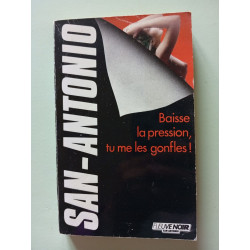 SAN-ANTONIO
Baisse
la pression,
tu me les gonfles!
FLEUVE NOIR